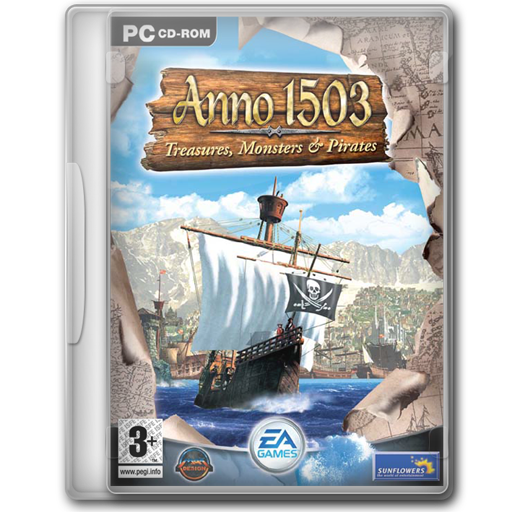 PC CD-ROM
Anno 1503
Treasures, Monsters & Pirates
3+
www.pegi.info
EA
GAMES
SUNFLOWERS